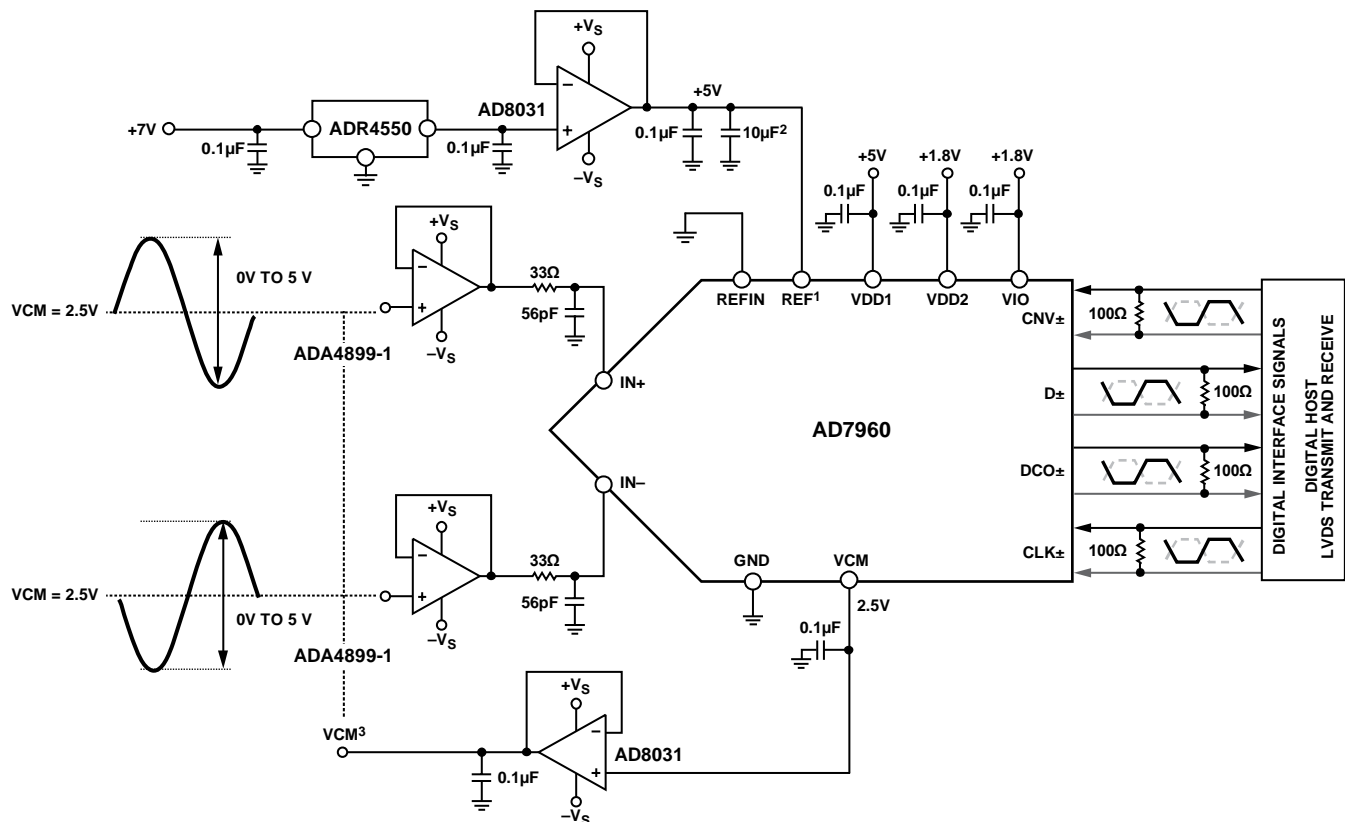 +VS
AD8031
−
+
−VS
+7V
0.1µF
ADR4550
0.1µF
+5V
0.1µF
10µF2
+5V
+1.8V
+1.8V
0.1µF
0.1µF
0.1µF
REFIN
REF1
VDD1
VDD2
VIO
0V TO 5 V
VCM = 2.5V
+VS
−
+
−VS
ADA4899-1
33Ω
56pF
IN+
IN−
AD7960
CNV±
100Ω
D±
100Ω
DCO±
100Ω
CLK±
100Ω
DIGITAL INTERFACE SIGNALS
DIGITAL HOST
LVDS TRANSMIT AND RECEIVE
VCM = 2.5V
0V TO 5 V
+VS
−
+
−VS
ADA4899-1
33Ω
56pF
GND
VCM
2.5V
0.1µF
VCM3
0.1µF
+VS
−
+
−VS
AD8031